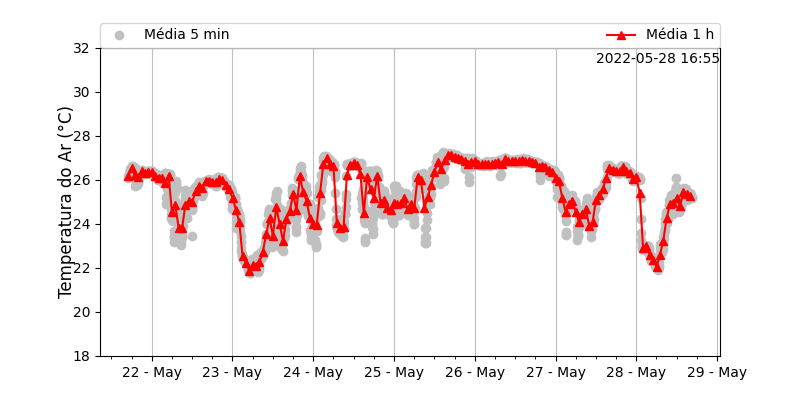 Média 5 min
Média 1 h
2022-05-28 16:55
Temperatura do Ar (°C)
32
30
28
26
24
22
20
18
22 - May
23 - May
24 - May
25 - May
26 - May
27 - May
28 - May
29 - May